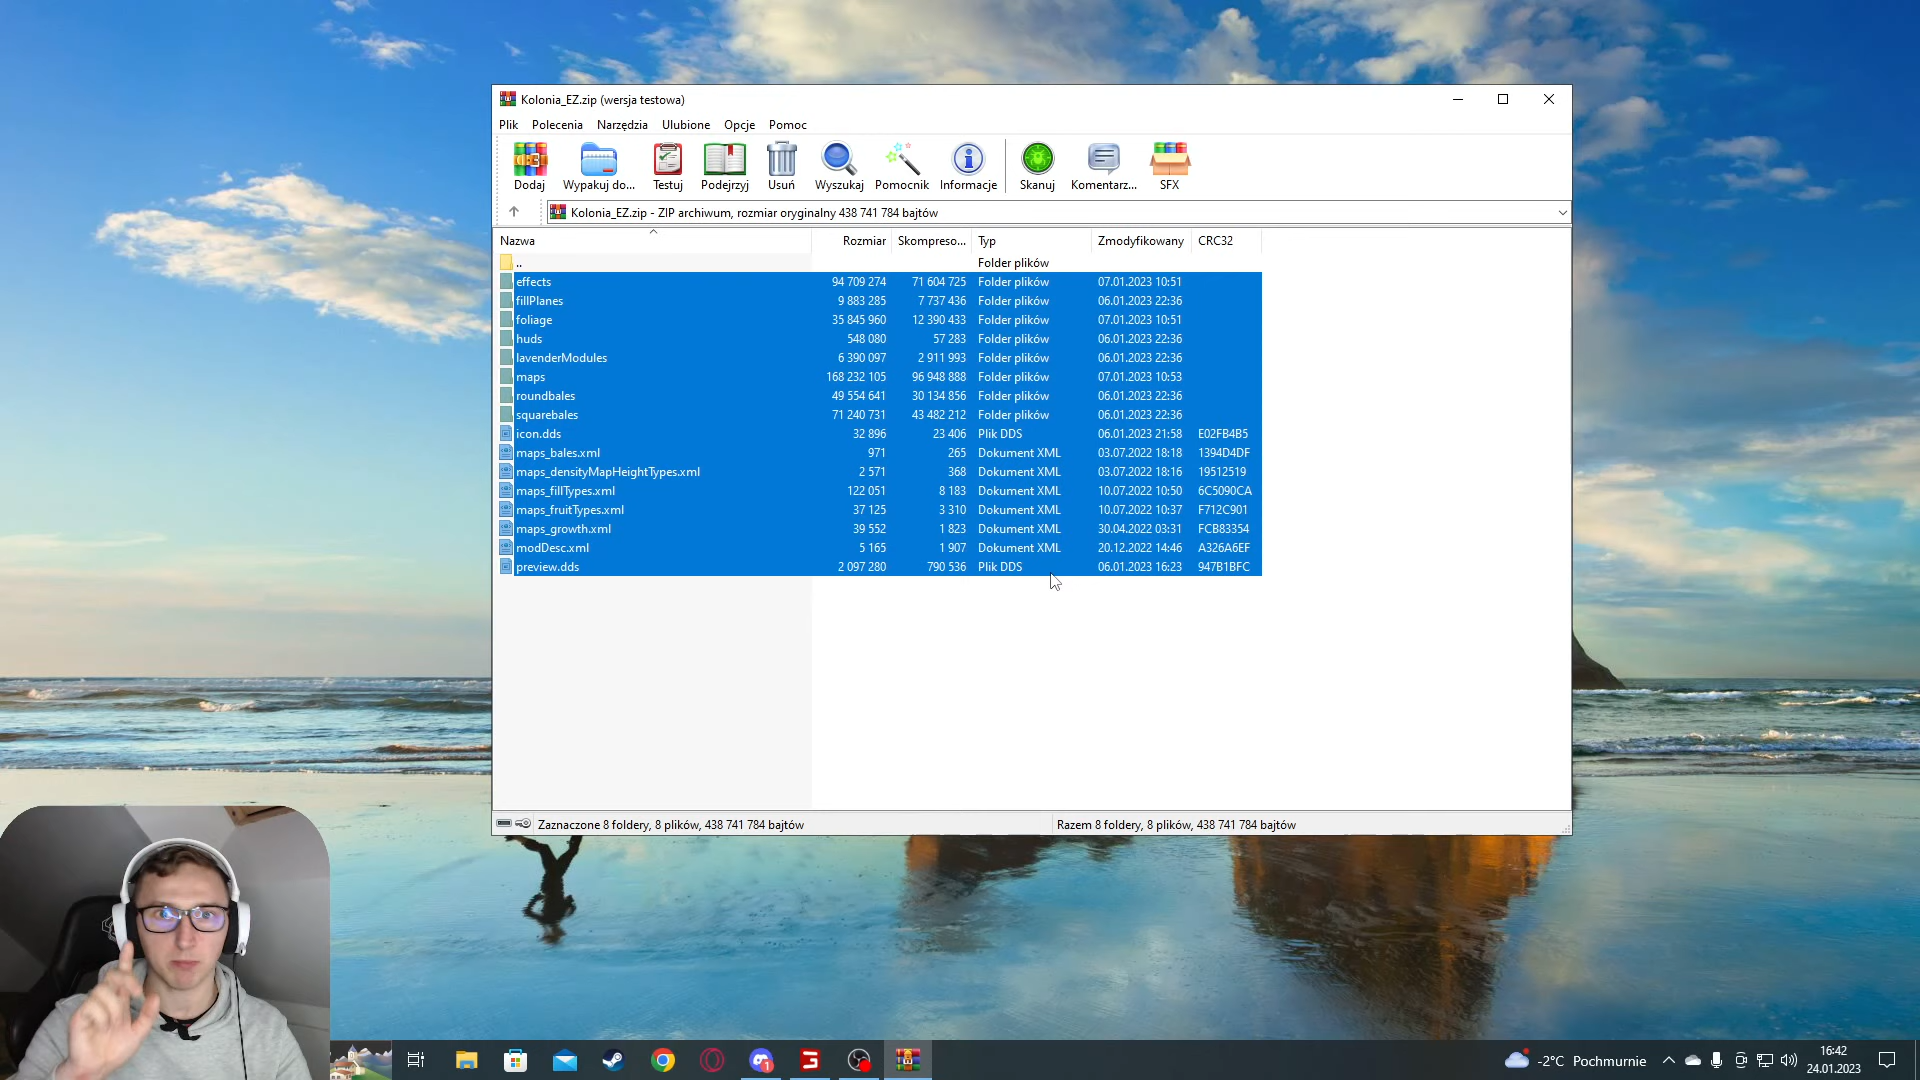 Kolonia_EZ.zip (wersja testowa)
Plik Polecenia Narzędzia Ulubione Opcje Pomoc
Dodaj Wypakuj do... Testuj Podejrzyj Usuń Wyszukaj Pomocnik Informacje Skanuj Komentarz... SFX
Kolonia_EZ.zip - ZIP archiwum, rozmiar oryginalny 438 741 784 bajtów
Nazwa Rozmiar Skompreso... Typ Zmodyfikowany CRC32
.. Folder plików
effects 94 709 274 71 604 725 Folder plików 07.01.2023 10:51
fillPlanes 9 883 285 7 737 436 Folder plików 06.01.2023 22:36
foliage 35 845 960 12 390 433 Folder plików 07.01.2023 10:51
huds 548 080 57 283 Folder plików 06.01.2023 22:36
lavenderModules 6 390 097 2 911 993 Folder plików 06.01.2023 22:36
maps 168 232 105 96 948 888 Folder plików 07.01.2023 10:53
roundbales 49 554 641 30 134 856 Folder plików 06.01.2023 22:36
squarebales 71 240 731 43 482 212 Folder plików 06.01.2023 22:36
icon.dds 32 896 23 406 Plik DDS 06.01.2023 21:58 E02FB4B5
maps_bales.xml 971 265 Dokument XML 03.07.2022 18:18 1394D4DF
maps_densityMapHeightTypes.xml 2 571 368 Dokument XML 03.07.2022 18:16 19512519
maps_fillTypes.xml 122 051 8 183 Dokument XML 10.07.2022 10:50 6C5090CA
maps_fruitTypes.xml 37 125 3 310 Dokument XML 10.07.2022 10:37 F712C901
maps_growth.xml 39 552 1 823 Dokument XML 30.04.2022 03:31 FCB83354
modDesc.xml 5 165 1 907 Dokument XML 20.12.2022 14:46 A326A6EF
preview.dds 2 097 280 790 536 Plik DDS 06.01.2023 16:23 947B1BFC
Zaznaczone 8 foldery, 8 plików, 438 741 784 bajtów Razem 8 foldery, 8 plików, 438 741 784 bajtów
-2°C Pochmurnie 16:42
24.01.2023